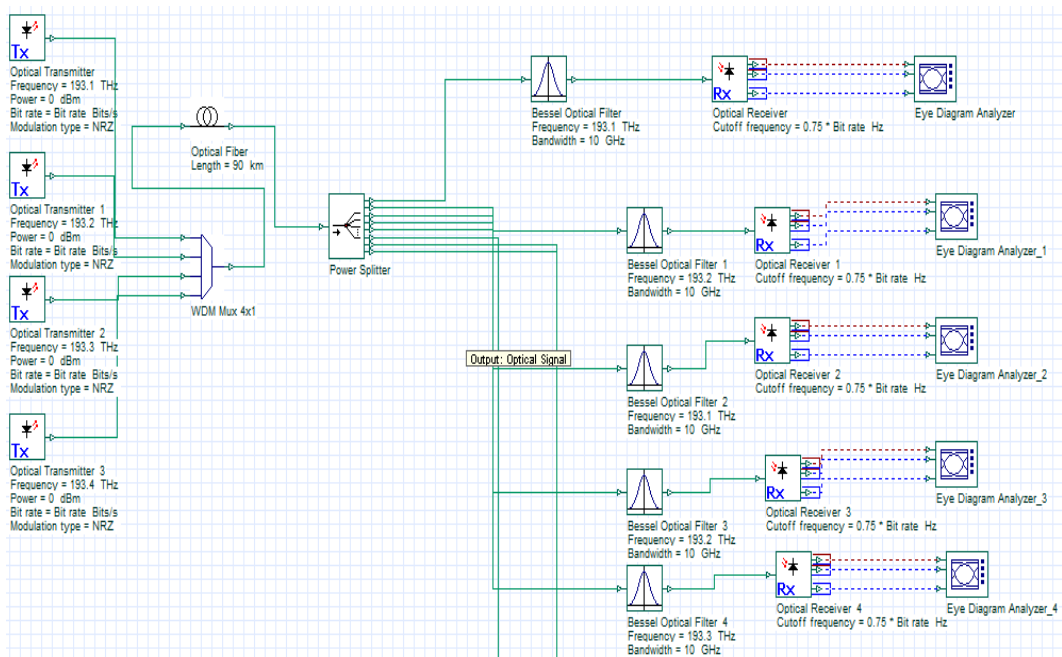 Tx
Optical Transmitter
Frequency = 193.1 THz
Power = 0 dBm
Bit rate = Bit rate Bits/s
Modulation type = NRZ
Tx
Optical Transmitter 1
Frequency = 193.2 THz
Power = 0 dBm
Bit rate = Bit rate Bits/s
Modulation type = NRZ
Tx
Optical Transmitter 2
Frequency = 193.3 THz
Power = 0 dBm
Bit rate = Bit rate Bits/s
Modulation type = NRZ
Tx
Optical Transmitter 3
Frequency = 193.4 THz
Power = 0 dBm
Bit rate = Bit rate Bits/s
Modulation type = NRZ
Optical Fiber
Length = 90 km
WDM Mux 4x1
Power Splitter
Output: Optical Signal
Bessel Optical Filter
Frequency = 193.1 THz
Bandwidth = 10 GHz
Rx
Optical Receiver
Cutoff frequency = 0.75 * Bit rate Hz
Eye Diagram Analyzer
Bessel Optical Filter 1
Frequency = 193.2 THz
Bandwidth = 10 GHz
Rx
Optical Receiver 1
Cutoff frequency = 0.75 * Bit rate Hz
Eye Diagram Analyzer_1
Bessel Optical Filter 2
Frequency = 193.1 THz
Bandwidth = 10 GHz
Rx
Optical Receiver 2
Cutoff frequency = 0.75 * Bit rate Hz
Eye Diagram Analyzer_2
Bessel Optical Filter 3
Frequency = 193.2 THz
Bandwidth = 10 GHz
Rx
Optical Receiver 3
Cutoff frequency = 0.75 * Bit rate Hz
Eye Diagram Analyzer_3
Bessel Optical Filter 4
Frequency = 193.3 THz
Bandwidth = 10 GHz
Rx
Optical Receiver 4
Cutoff frequency = 0.75 * Bit rate Hz
Eye Diagram Analyzer_4